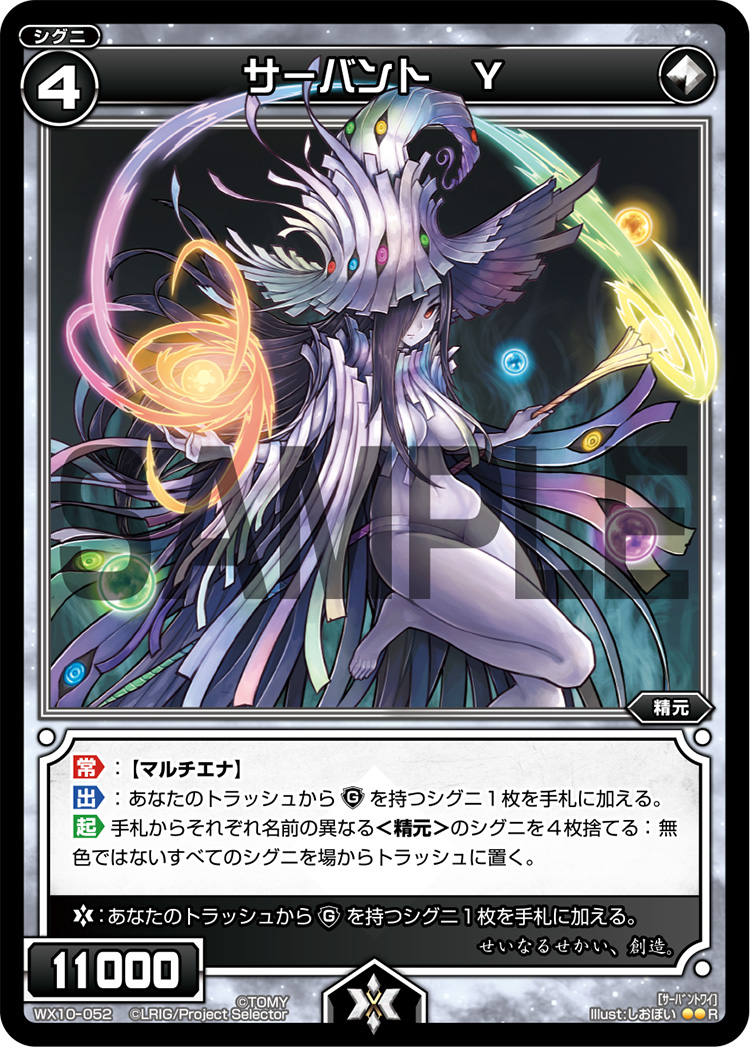 シグニ
4
サーバント Y
SAMPLE
精元
常：【マルチエナ】
出：あなたのトラッシュから G を持つシグニ１枚を手札に加える。
起 手札からそれぞれ名前の異なる＜精元＞のシグニを４枚捨てる：無
色ではないすべてのシグニを場からトラッシュに置く。
：あなたのトラッシュから G を持つシグニ１枚を手札に加える。
せいなるせかい、創造。
11000
WX10-052 ©LRIG/Project Selector
©TOMY
[サーバントワイ]
Illust:しおぼい R